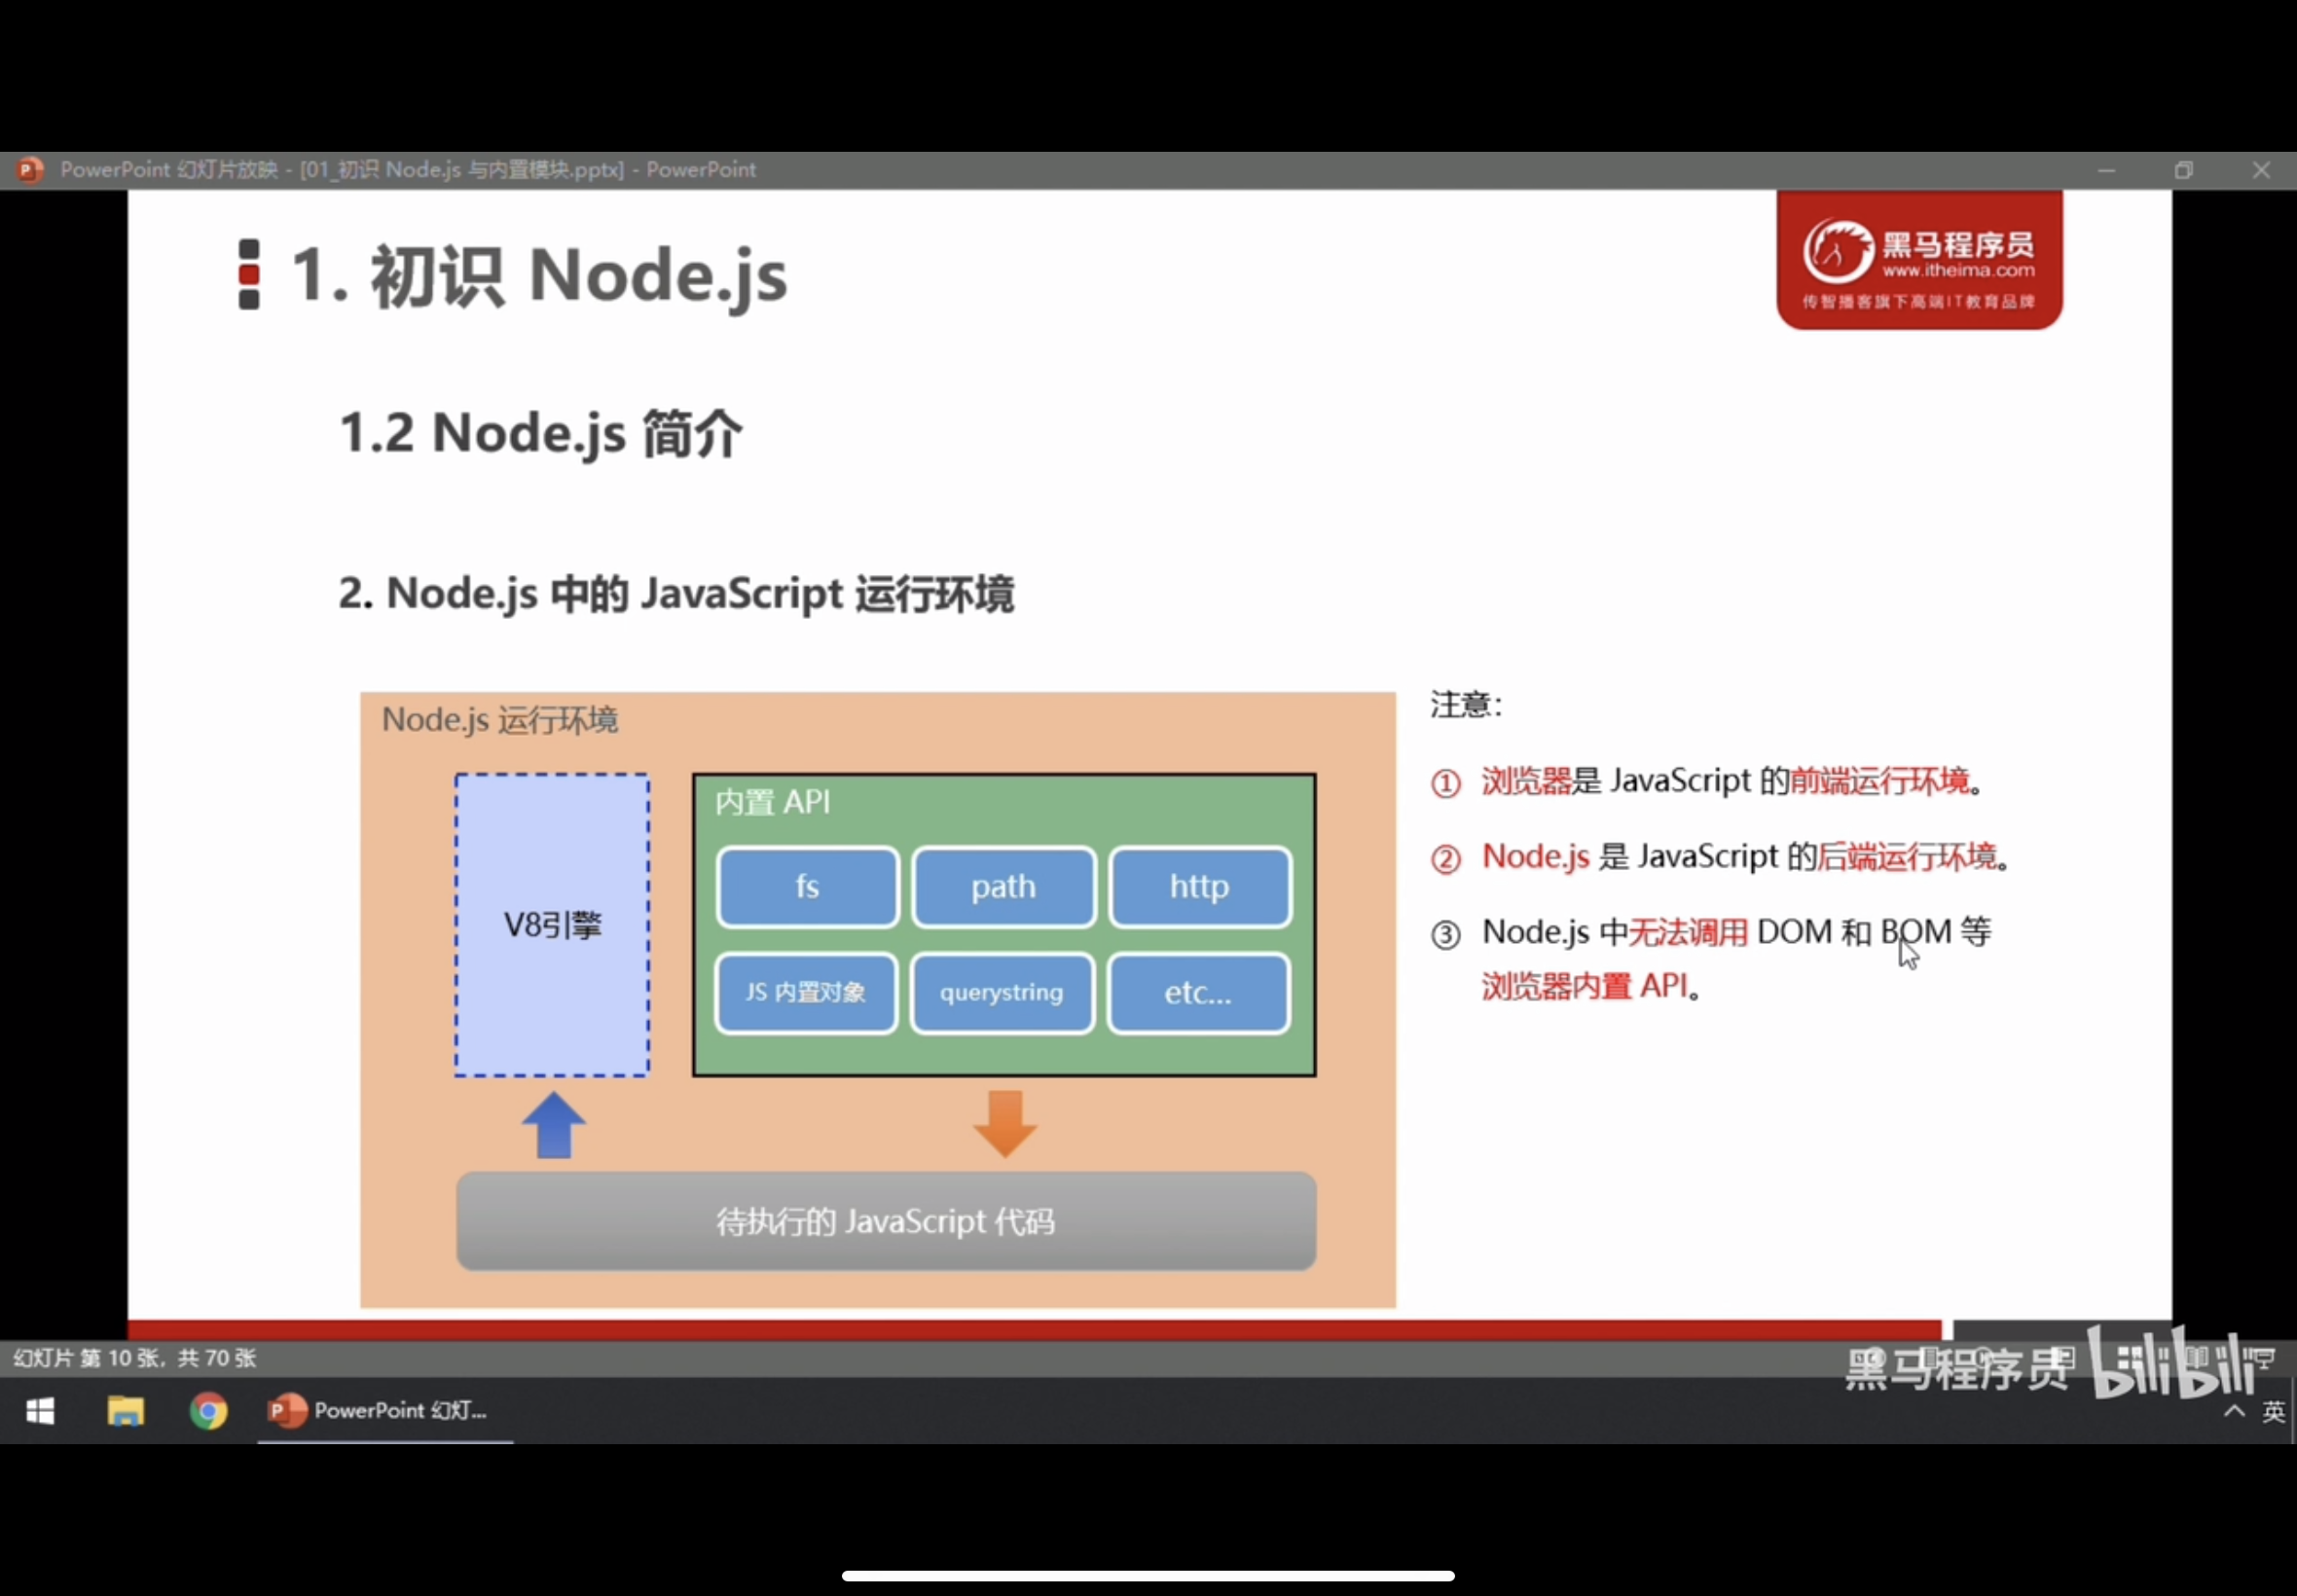 PowerPoint 幻灯片放映 - [01_初识 Node.js 与内置模块.pptx] - PowerPoint
1. 初识 Node.js
黑马程序员
www.itheima.com
传智播客旗下高端IT教育品牌
1.2 Node.js 简介
2. Node.js 中的 JavaScript 运行环境
Node.js 运行环境
V8引擎
内置 API
fs
path
http
JS 内置对象
querystring
etc...
待执行的 JavaScript 代码
注意：
① 浏览器是 JavaScript 的前端运行环境。
② Node.js 是 JavaScript 的后端运行环境。
③ Node.js 中无法调用 DOM 和 BOM 等
浏览器内置 API。
幻灯片 第 10 张，共 70 张
黑马程序员 bilibili
PowerPoint 幻灯...
英